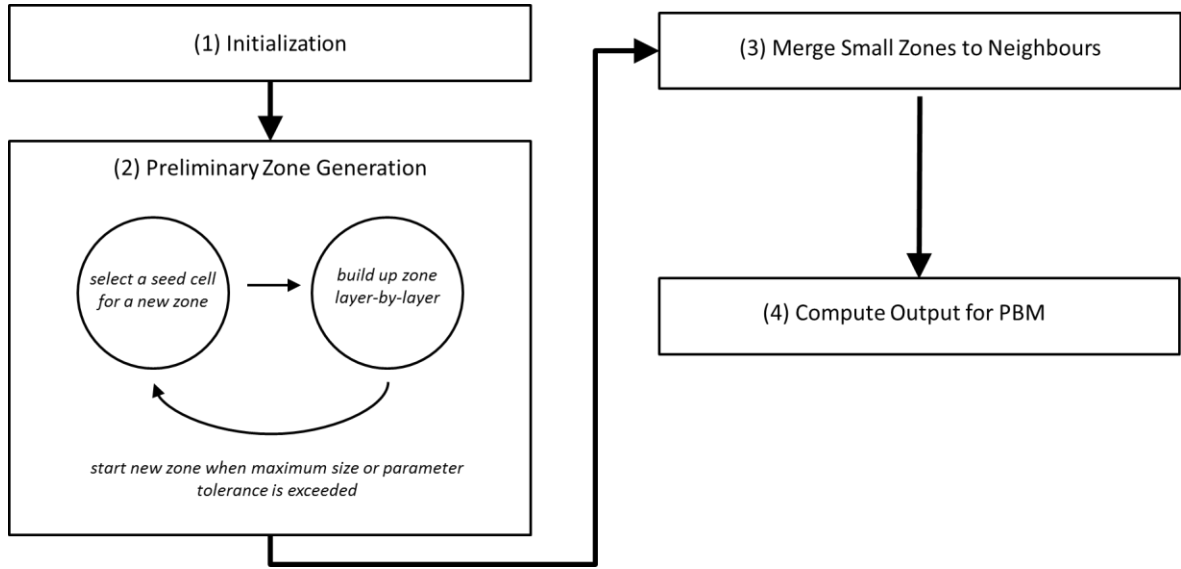 (1) Initialization
(2) Preliminary Zone Generation
select a seed cell
for a new zone
build up zone
layer-by-layer
start new zone when maximum size or parameter
tolerance is exceeded
(3) Merge Small Zones to Neighbours
(4) Compute Output for PBM